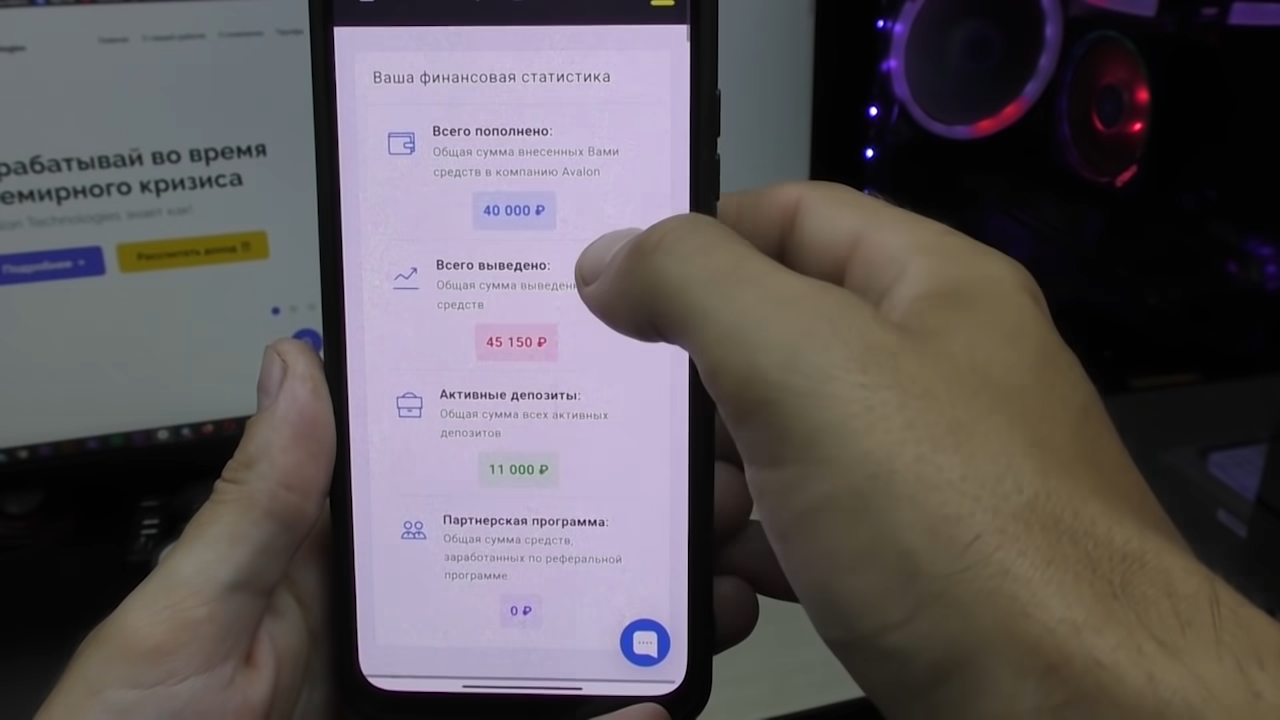 рабатывай во время
емирного кризиса
Подробнее
Рассчитать доход
Ваша финансовая статистика
Всего пополнено:
Общая сумма внесенных Вами
средств в компанию Avalon
40 000 ₽
Всего выведено:
Общая сумма выведен
средств
45 150 ₽
Активные депозиты:
Общая сумма всех активных
депозитов
11 000 ₽
Партнерская программа:
Общая сумма средств,
заработанных по реферальной
программе
0 ₽